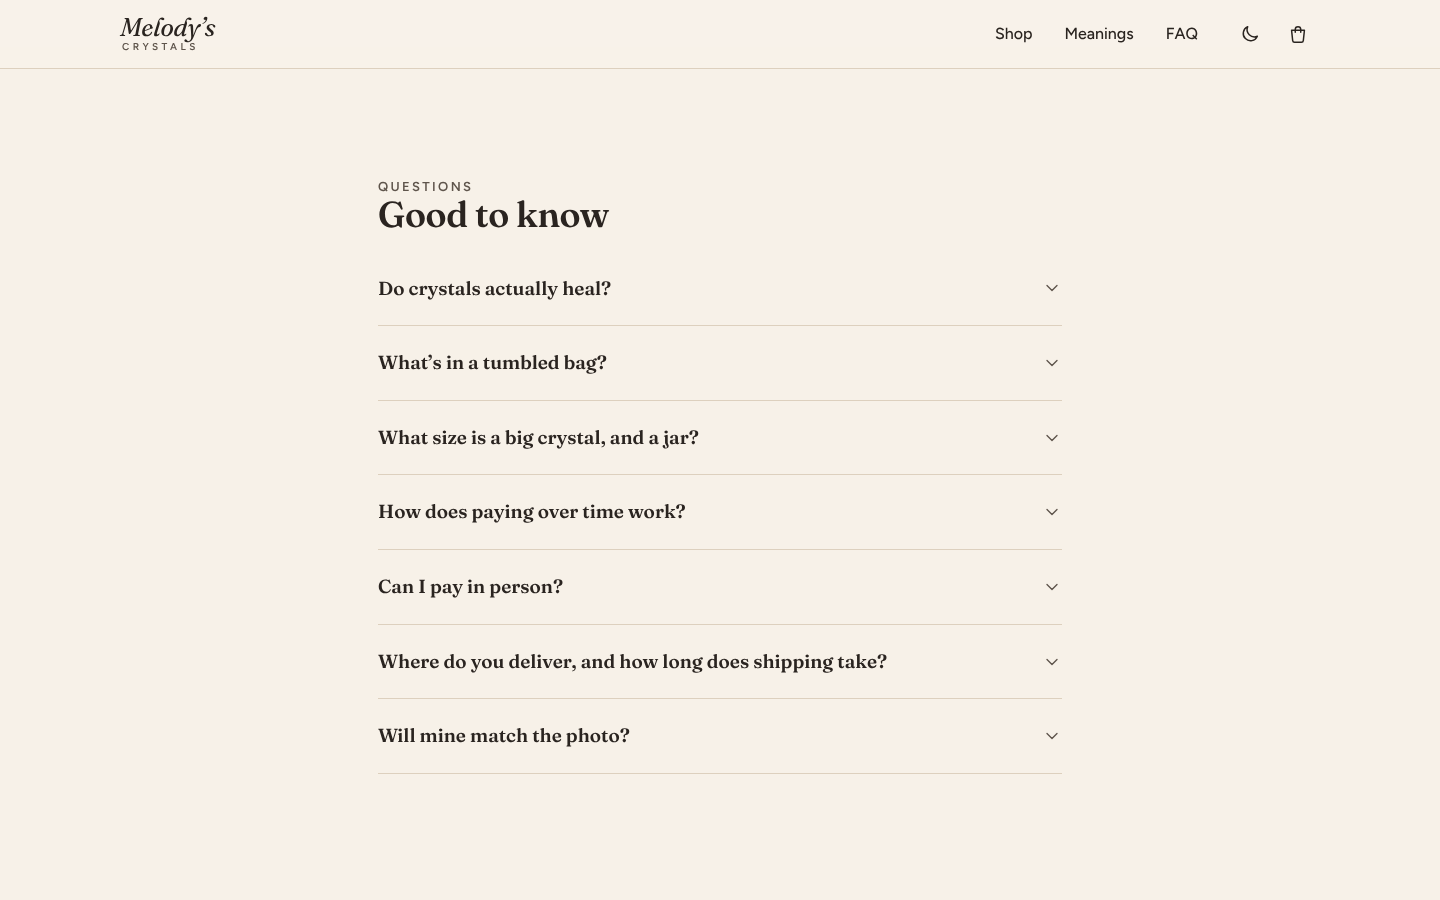 Melody’s
CRYSTALS
Shop
Meanings
FAQ
QUESTIONS
Good to know
Do crystals actually heal?
What’s in a tumbled bag?
What size is a big crystal, and a jar?
How does paying over time work?
Can I pay in person?
Where do you deliver, and how long does shipping take?
Will mine match the photo?